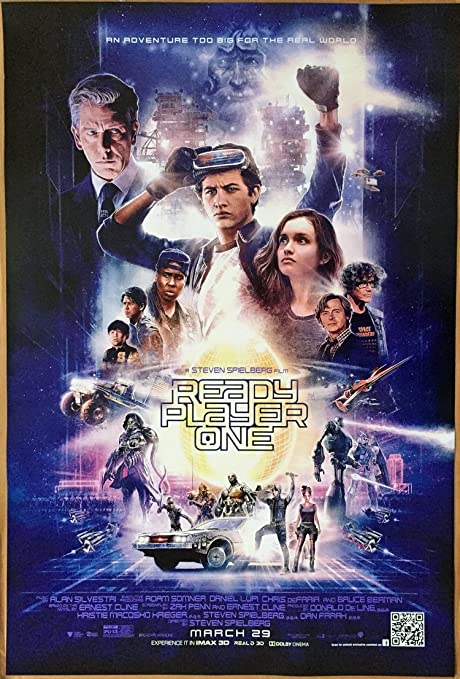 AN ADVENTURE TOO BIG FOR THE REAL WORLD
A STEVEN SPIELBERG FILM
READY
PLAYER
ONE
ALAN SILVESTRI ADAM SOMNER DANIEL LUPI CHRIS DEFARIA AND BRUCE BERMAN
ERNEST CLINE ZAK PENN AND ERNEST CLINE DONALD DE LINE
KRISTIE MACOSKO KRIEGER STEVEN SPIELBERG DAN FARAH
STEVEN SPIELBERG
MARCH 29
EXPERIENCE IT IN IMAX 3D REAL D 3D DOLBY CINEMA